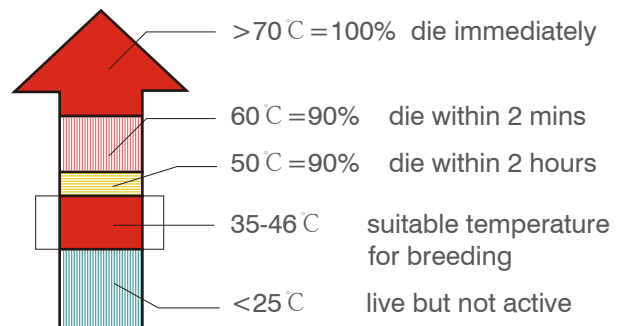 >70℃=100% die immediately
60℃=90% die within 2 mins
50℃=90% die within 2 hours
35-46℃ suitable temperature
for breeding
<25℃ live but not active